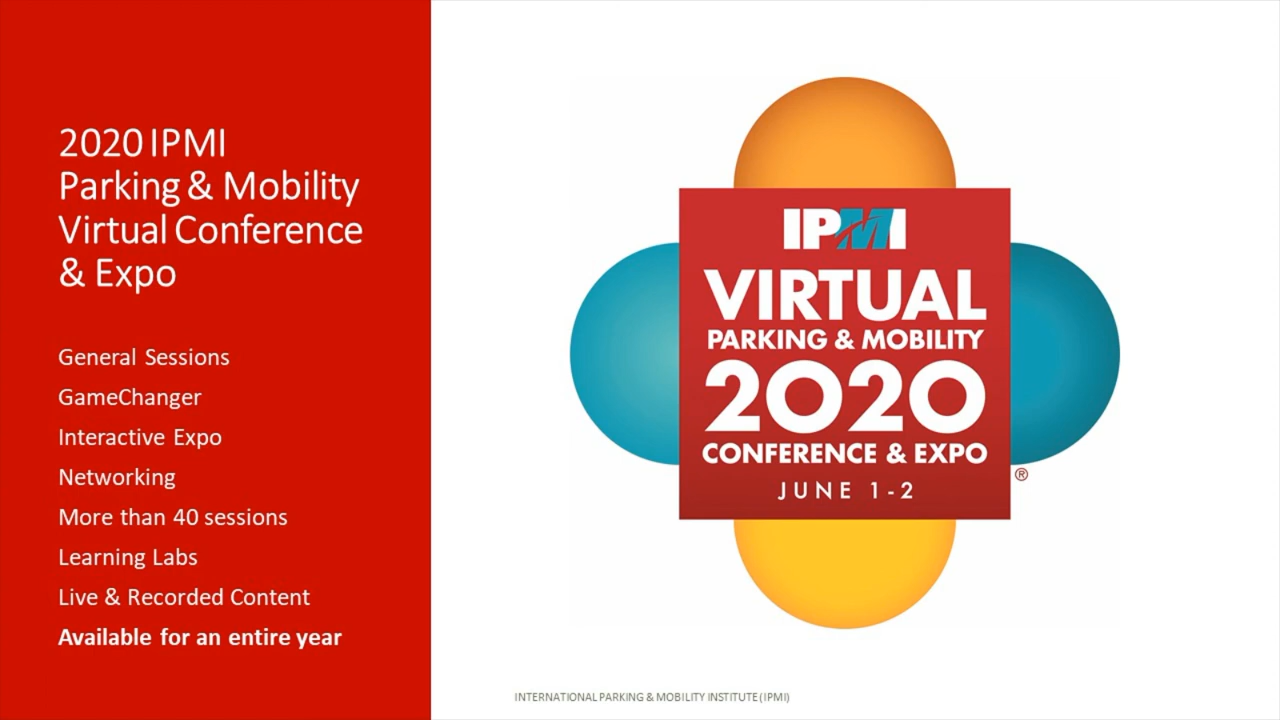 2020 IPMI
Parking & Mobility
Virtual Conference
& Expo
General Sessions
GameChanger
Interactive Expo
Networking
More than 40 sessions
Learning Labs
Live & Recorded Content
Available for an entire year
IPMI
VIRTUAL
PARKING & MOBILITY
2020
CONFERENCE & EXPO
JUNE 1-2
®
INTERNATIONAL PARKING & MOBILITY INSTITUTE (IPMI)